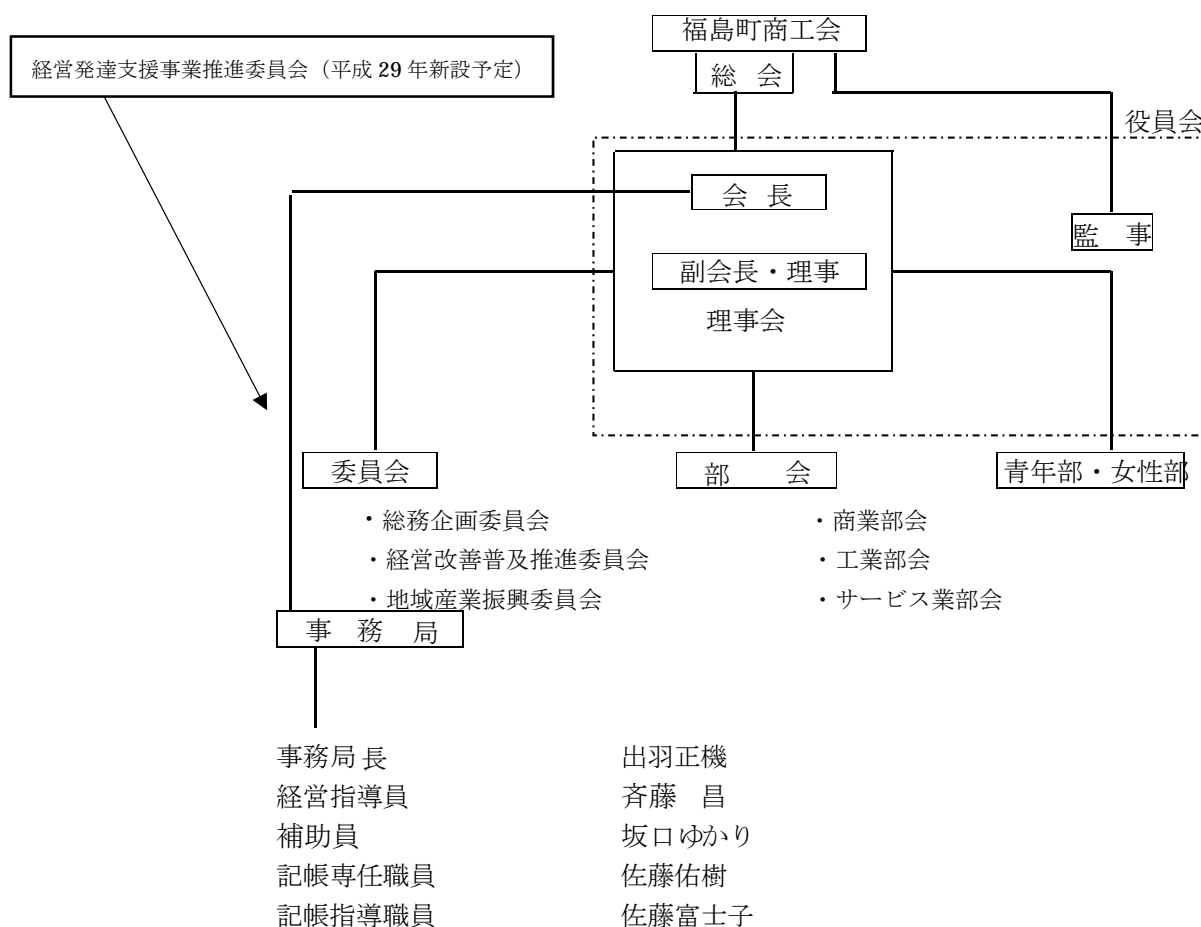 福島町商工会
経営発達支援事業推進委員会（平成 29 年新設予定）
総　会
役員会
会 長
監　事
副会長・理事
理事会
委員会
部　　会
青年部・女性部
・総務企画委員会
・商業部会
・経営改善普及推進委員会
・工業部会
・地域産業振興委員会
・サービス業部会
事　務　局
事務局長　出羽正機
経営指導員　斉藤　昌
補助員　坂口ゆかり
記帳専任職員　佐藤佑樹
記帳指導職員　佐藤富士子